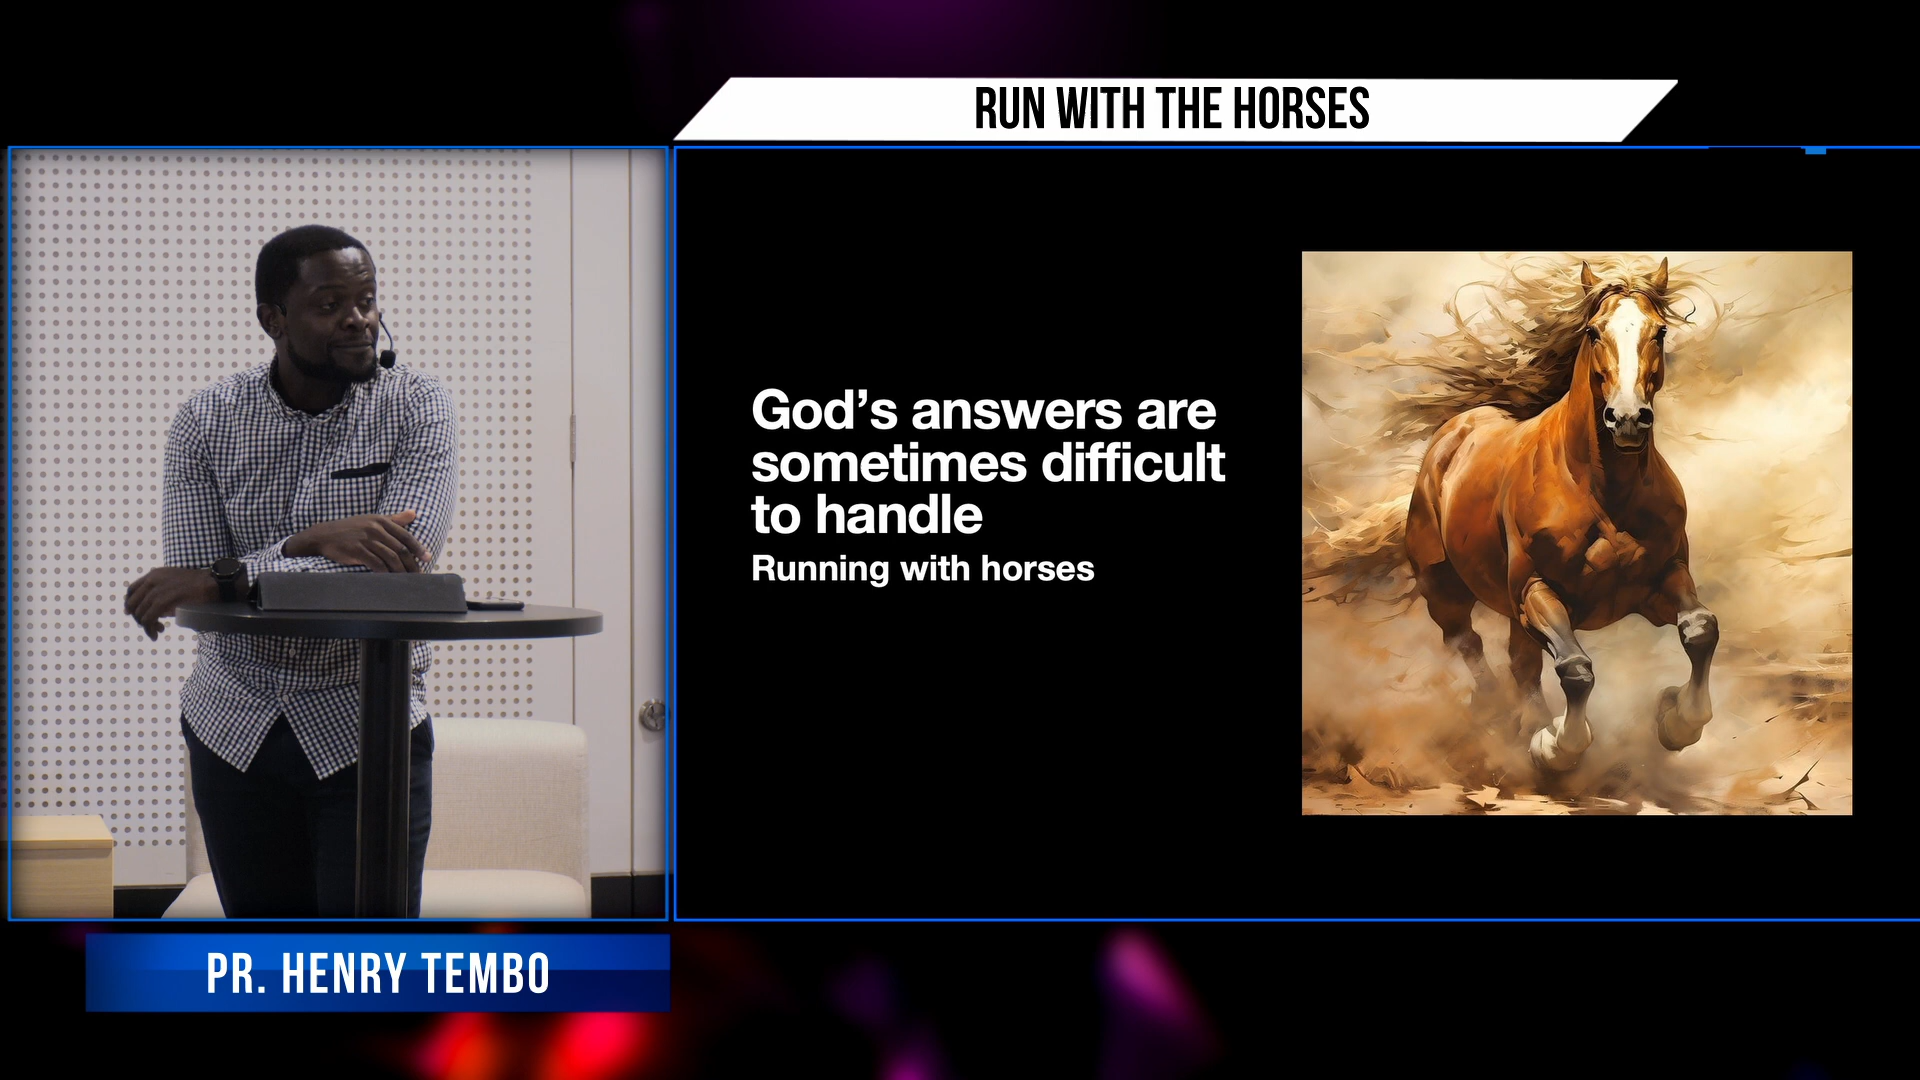 RUN WITH THE HORSES
God’s answers are
sometimes difficult
to handle
Running with horses
PR. HENRY TEMBO